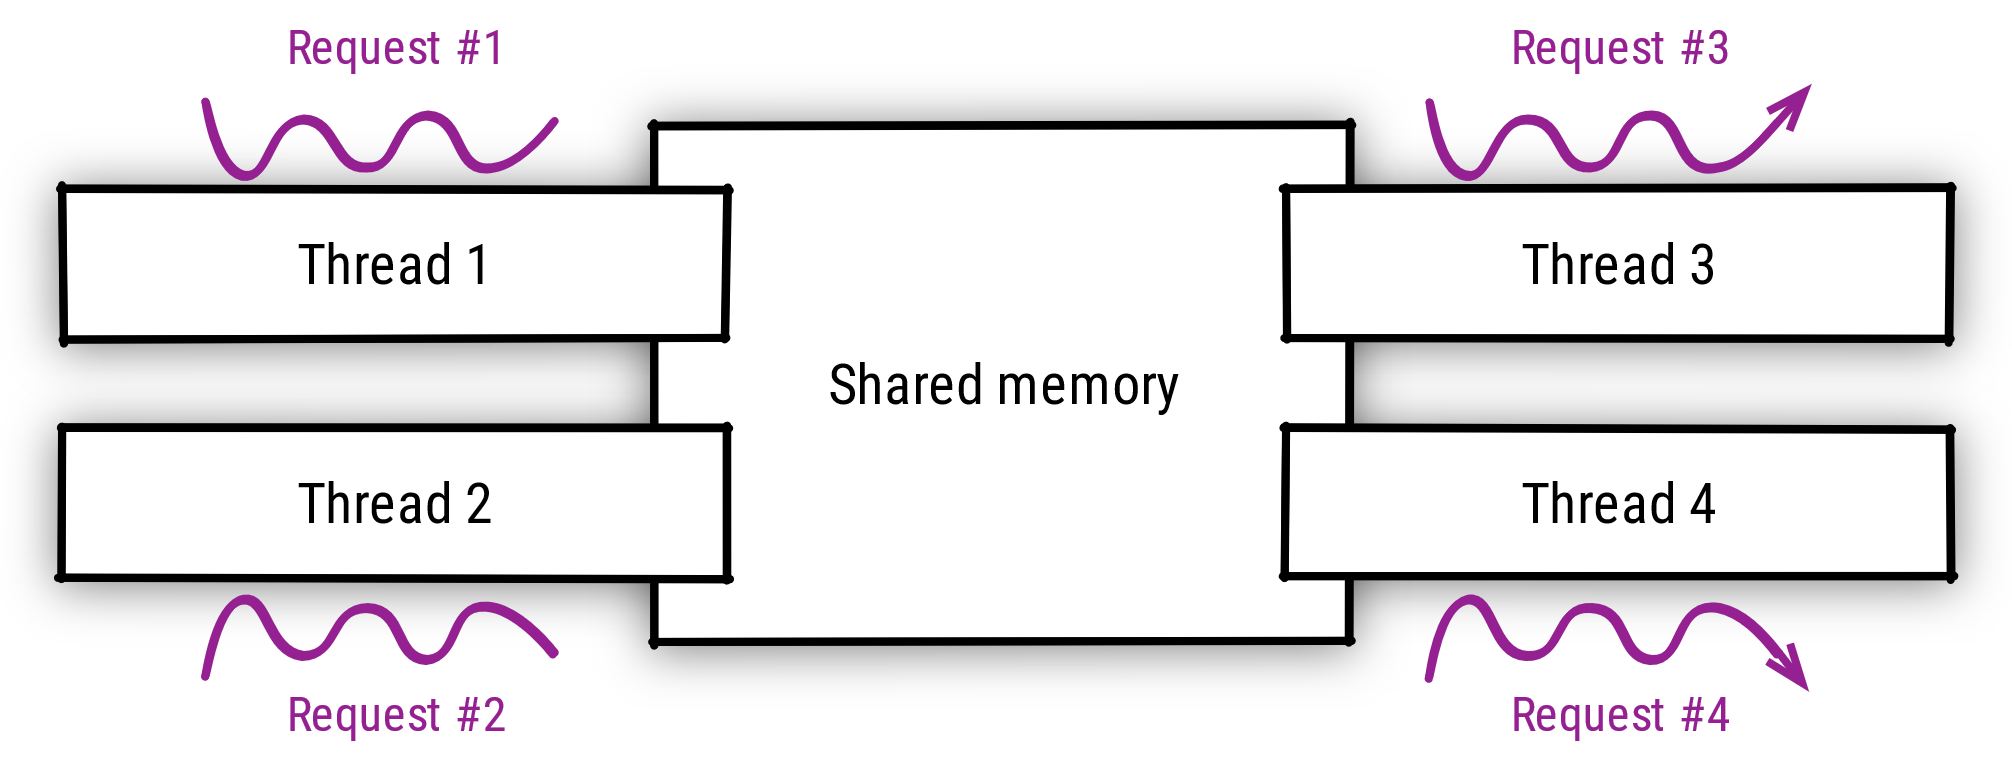 Request #1
Request #3
Thread 1
Thread 3
Shared memory
Thread 2
Thread 4
Request #2
Request #4